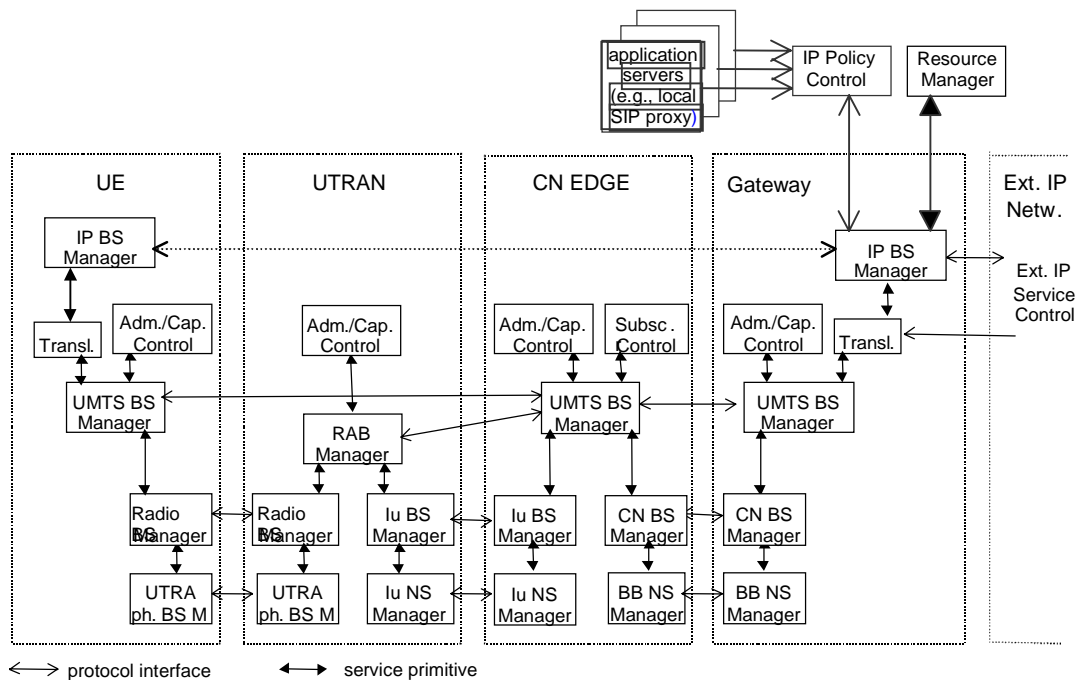 application
servers
(e.g., local
SIP proxy)
IP Policy
Control
Resource
Manager
UE
UTRAN
CN EDGE
Gateway
Ext. IP
Netw.
IP BS
Manager
IP BS
Manager
Ext. IP
Service
Control
Transl.
Adm./Cap.
Control
Adm./Cap.
Control
Adm./Cap.
Control
Subsc.
Control
Adm./Cap.
Control
Transl.
UMTS BS
Manager
RAB
Manager
UMTS BS
Manager
UMTS BS
Manager
Radio
BS
Manager
Radio
BS
Manager
Iu BS
Manager
Iu BS
Manager
CN BS
Manager
CN BS
Manager
UTRA
ph. BS M
UTRA
ph. BS M
Iu NS
Manager
Iu NS
Manager
BB NS
Manager
BB NS
Manager
protocol interface
service primitive